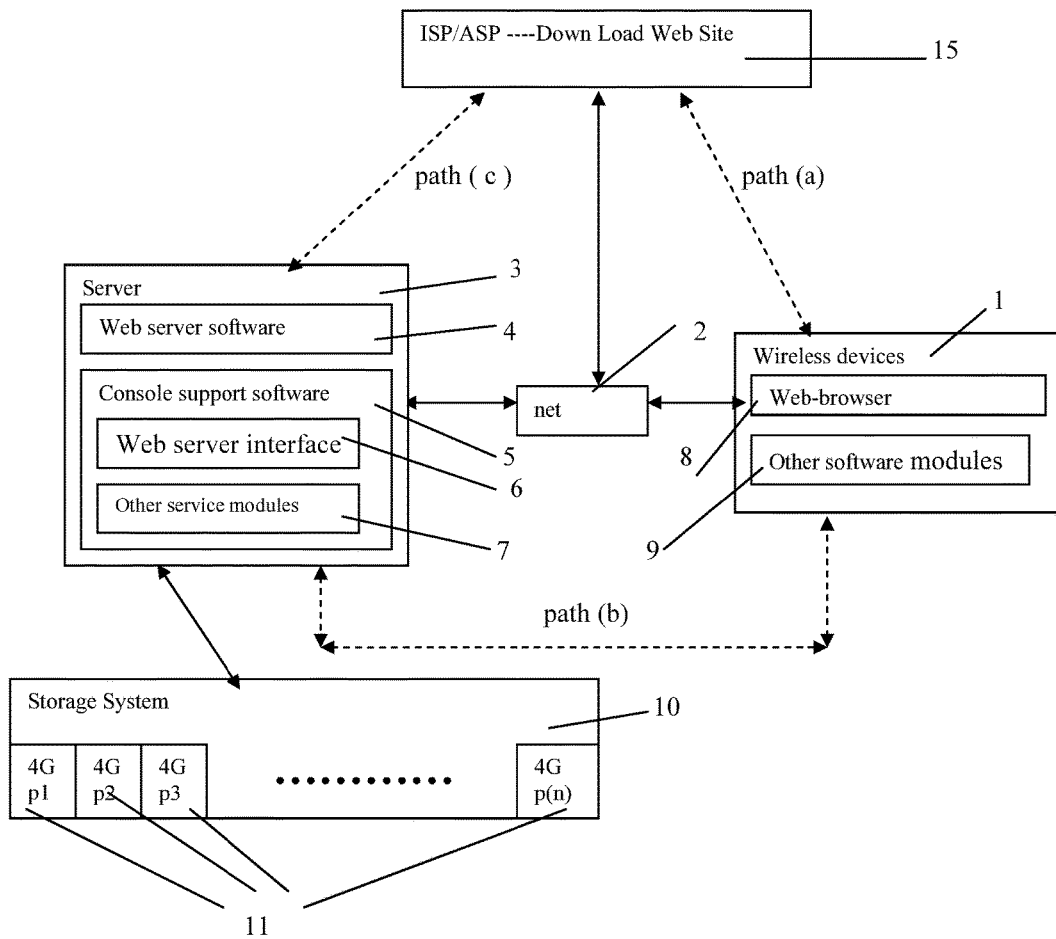 ISP/ASP ----Down Load Web Site
15
path ( c )
path (a)
Server
3
Web server software
4
Console support software
5
Web server interface
6
Other service modules
7
net
2
1
Wireless devices
Web-browser
8
Other software modules
9
path (b)
Storage System
10
4G
p1
4G
p2
4G
p3
4G
p(n)
11